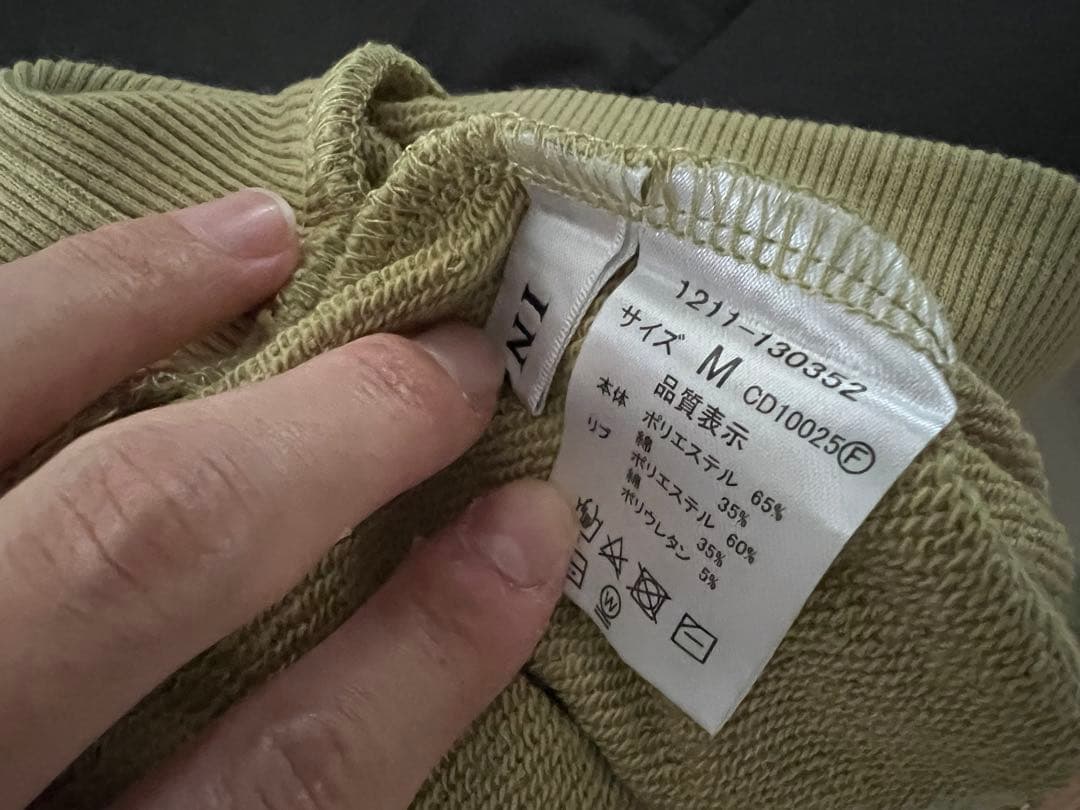 INI
1211-130352
サイズ M CD10025Ⓕ
品質表示
本体 ポリエステル 65%
綿 35%
リブ ポリエステル 60%
綿 35%
ポリウレタン 5%
W